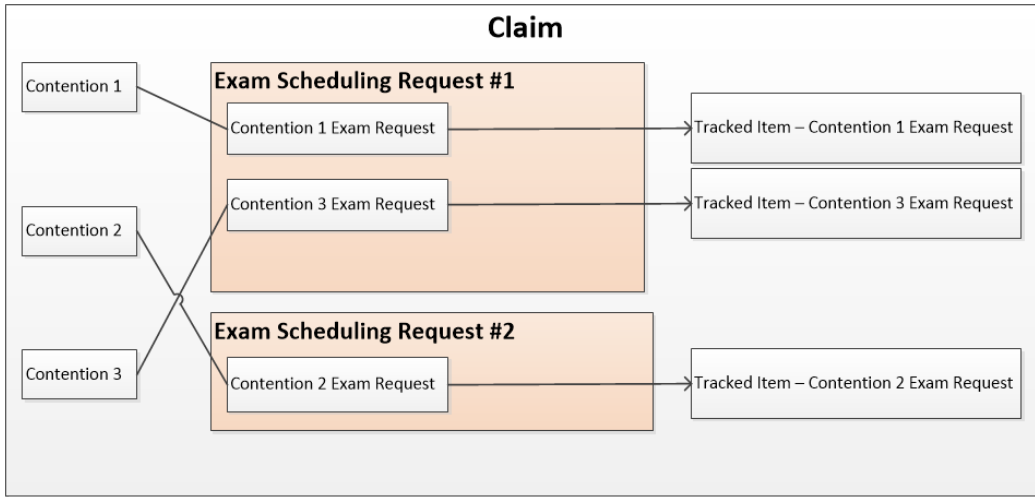 Claim
Contention 1
Exam Scheduling Request #1
Contention 1 Exam Request
Tracked Item – Contention 1 Exam Request
Contention 3 Exam Request
Tracked Item – Contention 3 Exam Request
Contention 2
Exam Scheduling Request #2
Contention 3
Contention 2 Exam Request
Tracked Item – Contention 2 Exam Request